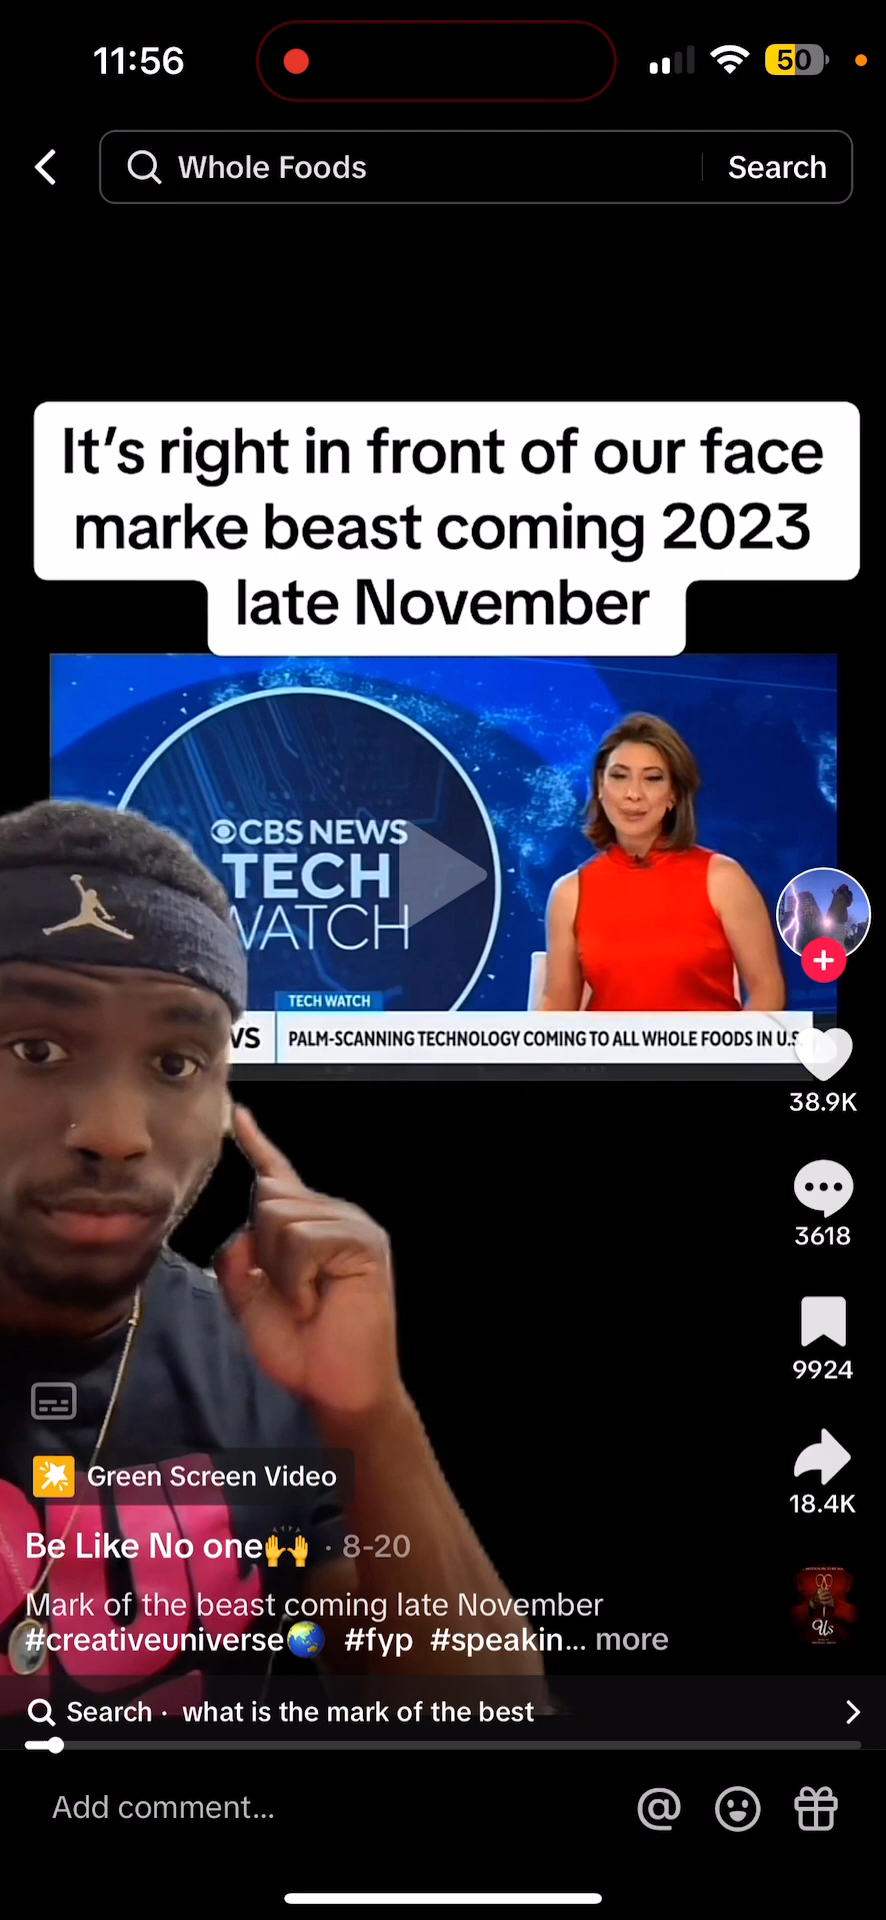 11:56
50
Whole Foods
Search
It's right in front of our face
marke beast coming 2023
late November
CBS NEWS
TECH
WATCH
TECH WATCH
VS
PALM-SCANNING TECHNOLOGY COMING TO ALL WHOLE FOODS IN U.S.
38.9K
3618
9924
18.4K
Green Screen Video
Be Like No one🙌 · 8-20
Mark of the beast coming late November
#creativeuniverse🌏 #fyp #speakin... more
Us
Search · what is the mark of the best
Add comment...